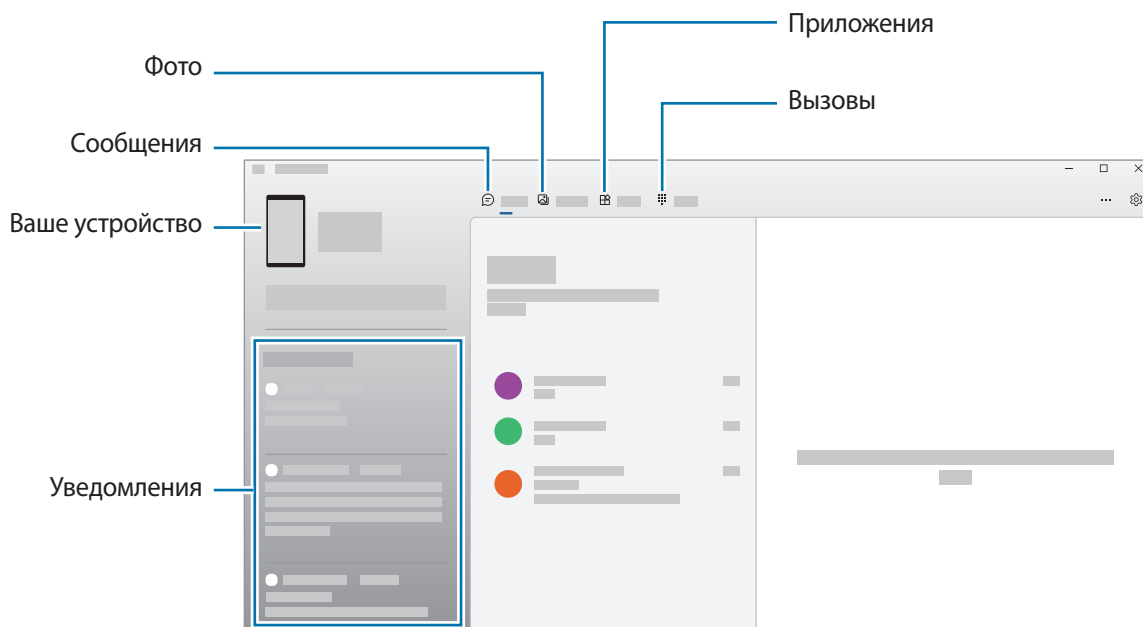 Приложения
Фото
Вызовы
Сообщения
Ваше устройство
Уведомления